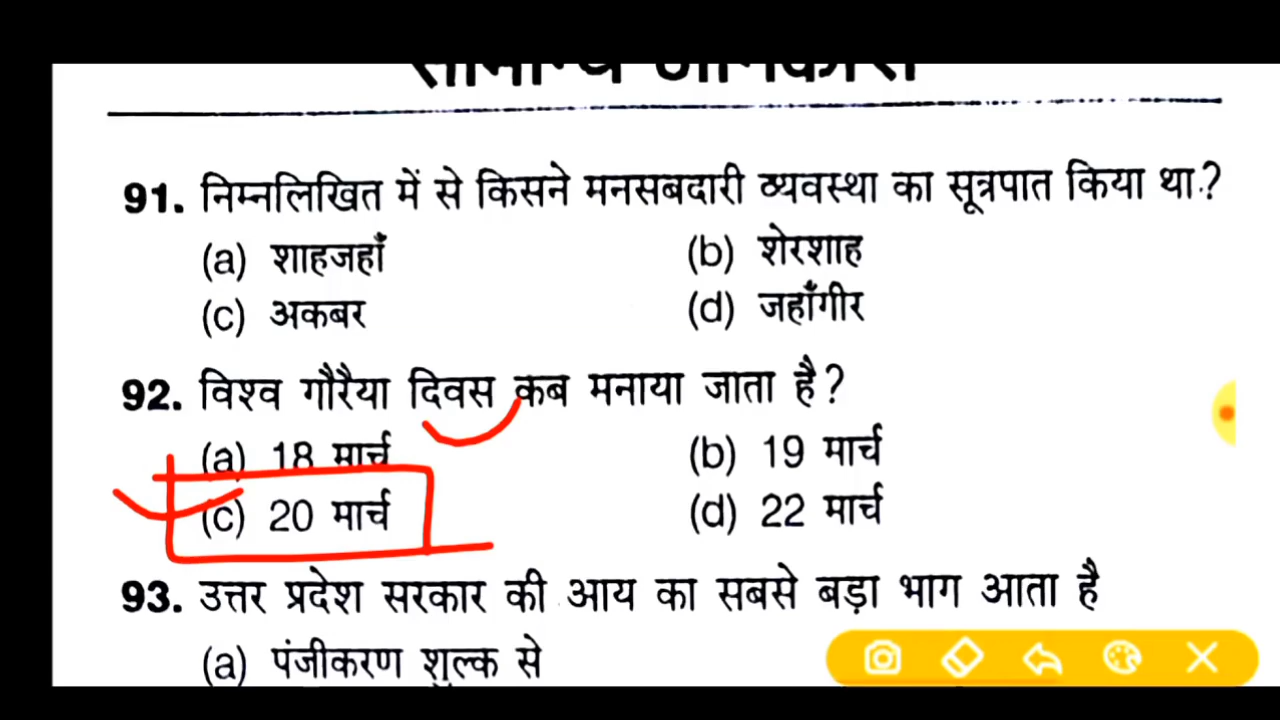 सामान्य जानकारी
91. निम्नलिखित में से किसने मनसबदारी व्यवस्था का सूत्रपात किया था?
(a) शाहजहाँ (b) शेरशाह
(c) अकबर (d) जहाँगीर
92. विश्व गौरैया दिवस कब मनाया जाता है?
(a) 18 मार्च (b) 19 मार्च
(c) 20 मार्च (d) 22 मार्च
93. उत्तर प्रदेश सरकार की आय का सबसे बड़ा भाग आता है
(a) पंजीकरण शुल्क से